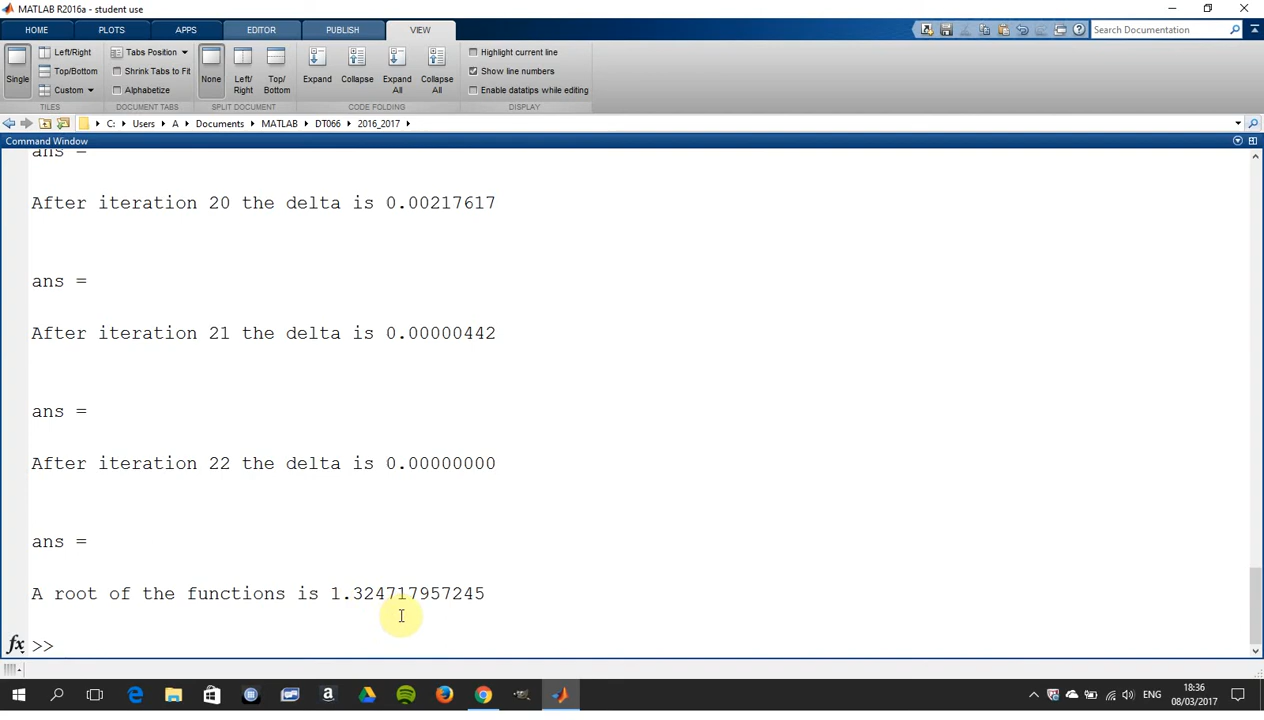 MATLAB R2016a - student use
HOME PLOTS APPS EDITOR PUBLISH VIEW
Search Documentation
Single
Left/Right
Top/Bottom
Custom
TILES
Tabs Position
Shrink Tabs to Fit
Alphabetize
DOCUMENT TABS
None
Left/
Right
Top/
Bottom
SPLIT DOCUMENT
Expand
Collapse
Expand
All
Collapse
All
CODE FOLDING
Highlight current line
Show line numbers
Enable datatips while editing
DISPLAY
C: Users A Documents MATLAB DT066 2016_2017
Command Window
ans =
After iteration 20 the delta is 0.00217617
ans =
After iteration 21 the delta is 0.00000442
ans =
After iteration 22 the delta is 0.00000000
ans =
A root of the functions is 1.324717957245
fx >>
ENG
18:36
08/03/2017